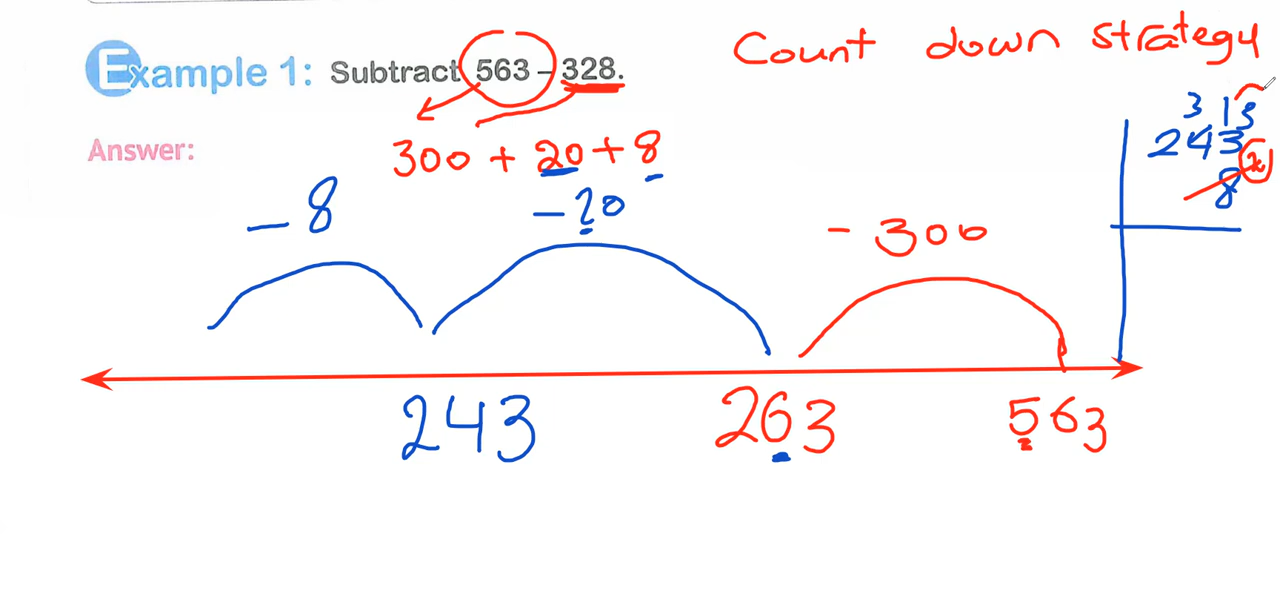 Count down strategy
Example 1: Subtract 563 – 328.
3 13
243
8
Answer:
300 + 20 + 8
– 8
– 20
- 300
243
263
563
2